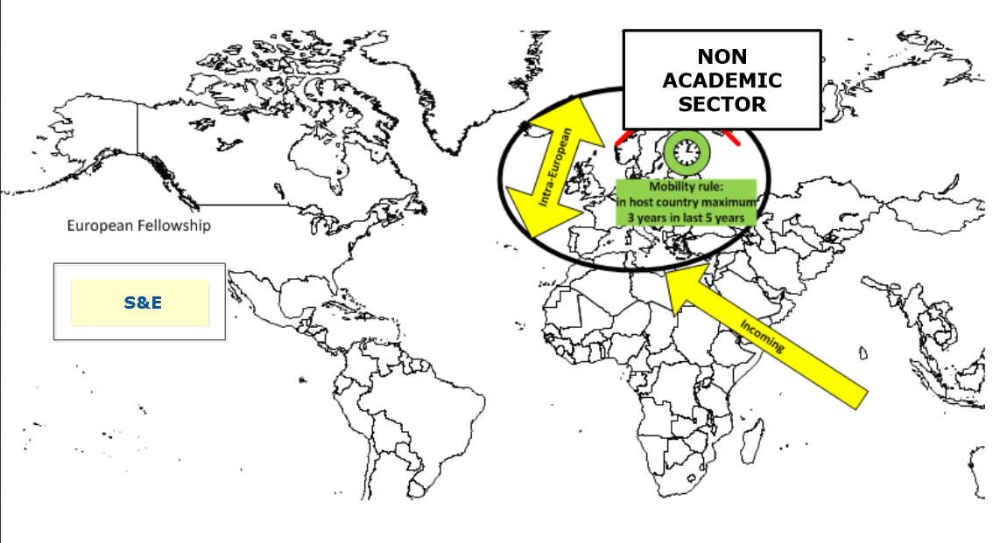 NON
ACADEMIC
SECTOR
Intra-European
Mobility rule:
in host country maximum
3 years in last 5 years
European Fellowship
S&E
Incoming